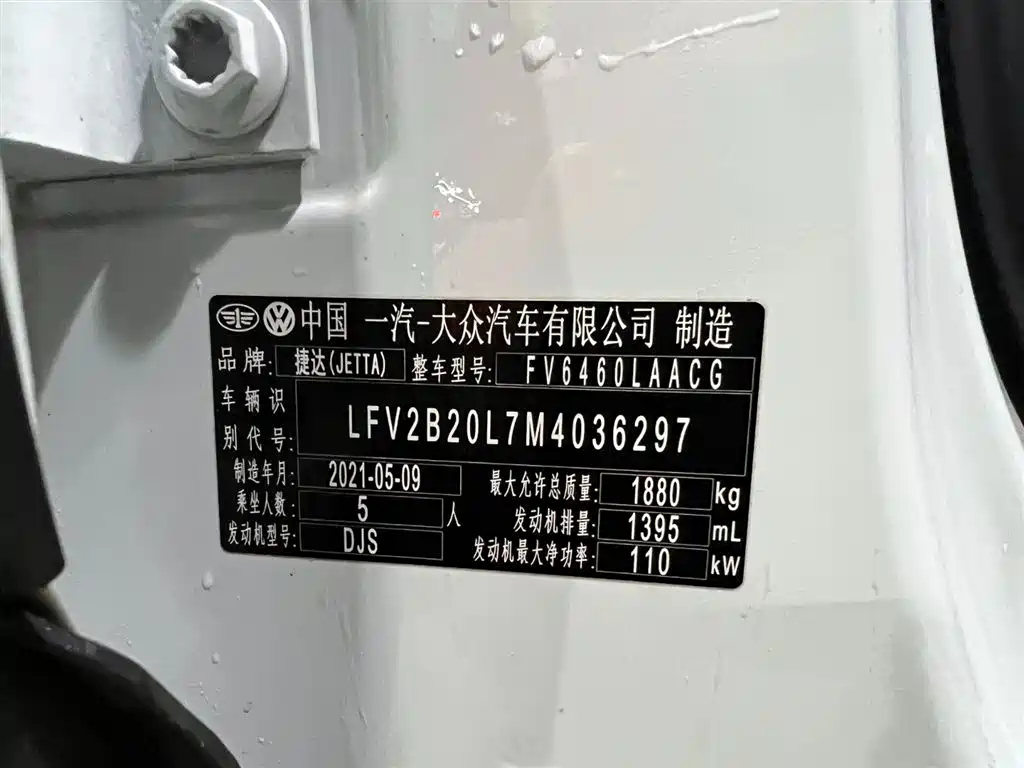 中国 一汽-大众汽车有限公司 制造
品牌: 捷达(JETTA) 整车型号: FV6460LAACG
车辆识别代号: LFV2B20L7M4036297
制造年月: 2021-05-09 最大允许总质量: 1880 kg
乘坐人数: 5 人 发动机排量: 1395 mL
发动机型号: DJS 发动机最大净功率: 110 kW